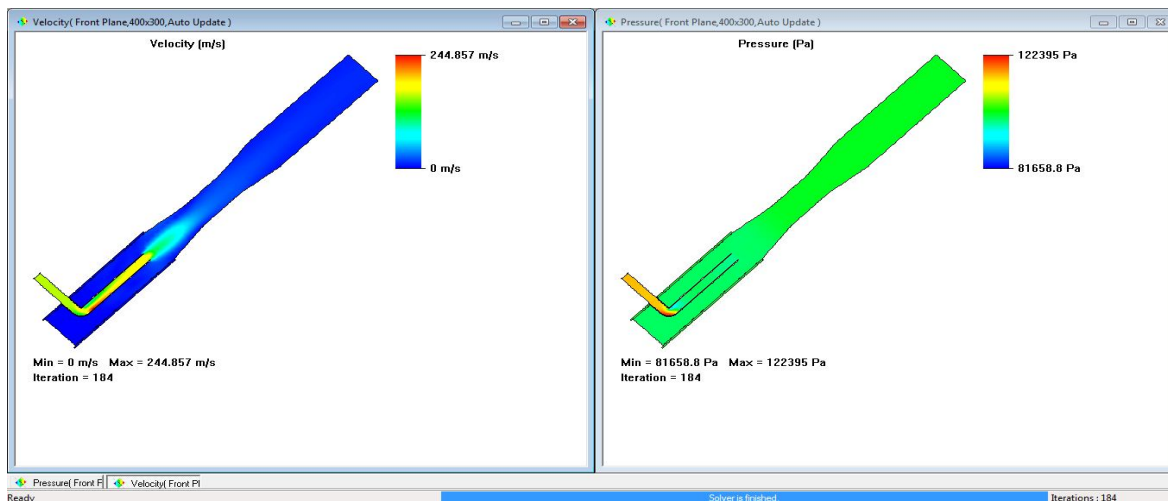 Velocity( Front Plane,400x300,Auto Update )
Velocity (m/s)
244.857 m/s
0 m/s
Min = 0 m/s Max = 244.857 m/s
Iteration = 184
Pressure( Front Plane,400x300,Auto Update )
Pressure (Pa)
122395 Pa
81658.8 Pa
Min = 81658.8 Pa Max = 122395 Pa
Iteration = 184
Pressure( Front F
Velocity( Front Pl
Ready
Solver is finished.
Iterations : 184